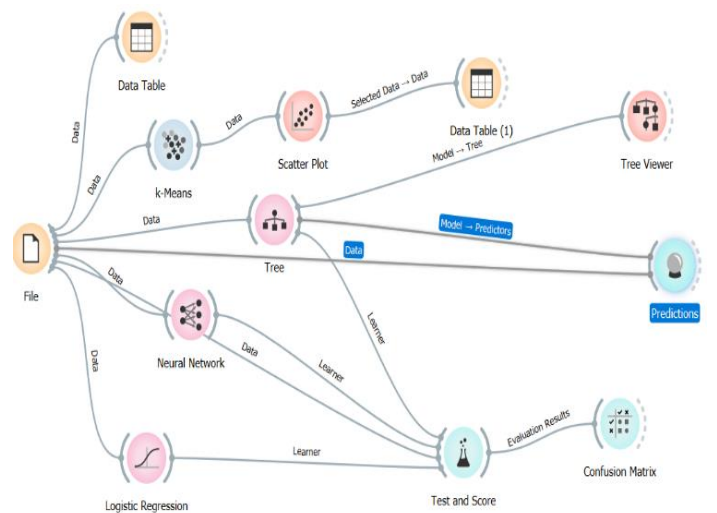 Data Table
Data
Data
k-Means
Data
Scatter Plot
Selected Data → Data
Data Table (1)
Model → Tree
Tree Viewer
File
Data
Tree
Model → Predictors
Data
Predictions
Data
Neural Network
Data
Learner
Learner
Data
Logistic Regression
Learner
Test and Score
Evaluation Results
Confusion Matrix